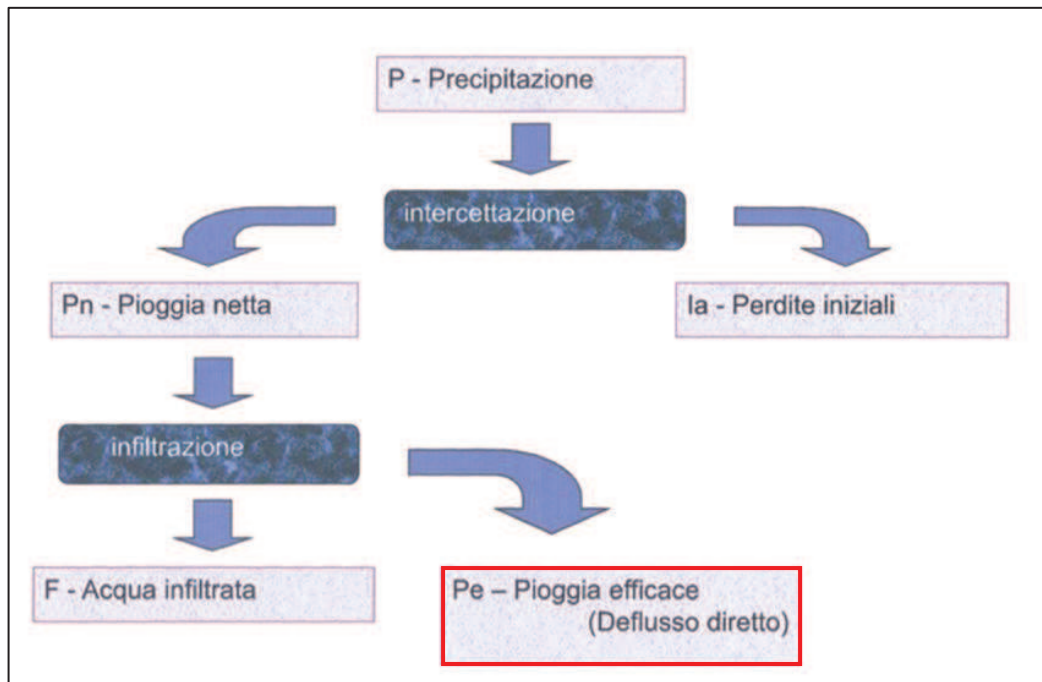 P - Precipitazione
intercettazione
Pn - Pioggia netta
Ia - Perdite iniziali
infiltrazione
F - Acqua infiltrata
Pe – Pioggia efficace
(Deflusso diretto)